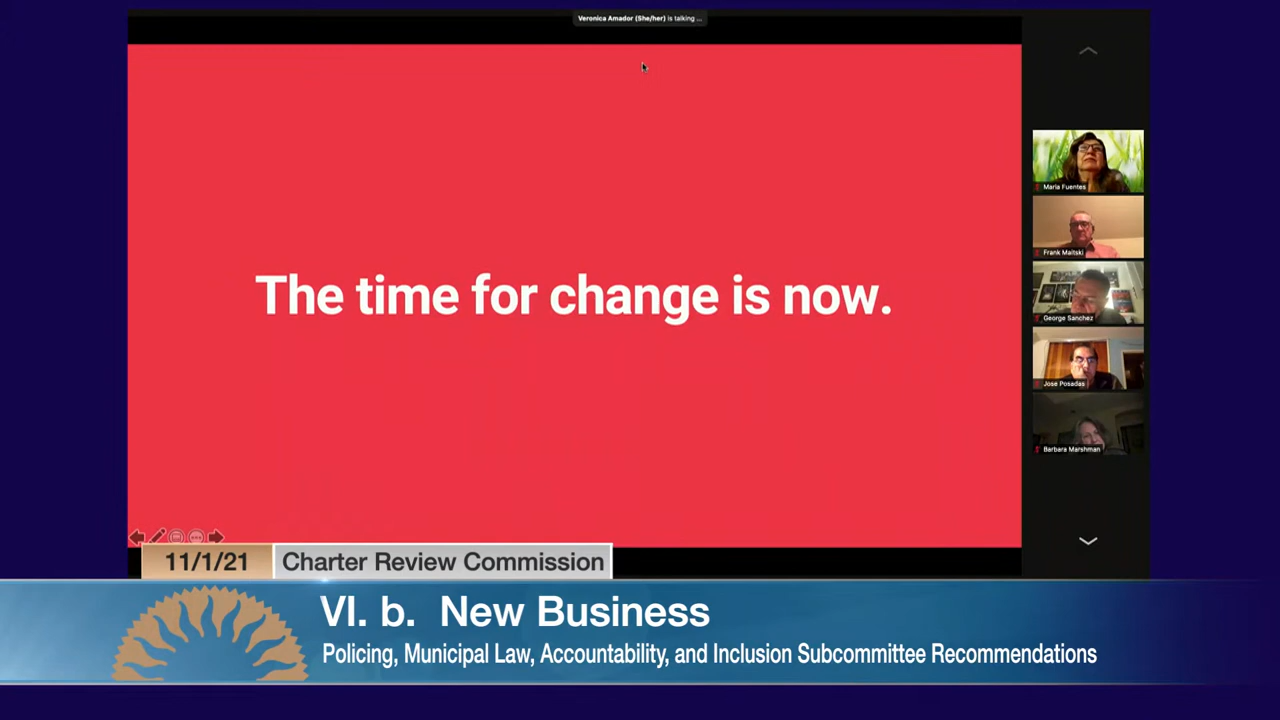 Veronica Amador (She/her) is talking ...
The time for change is now.
Maria Fuentes
Frank Maitski
George Sanchez
Jose Posadas
Barbara Marshman
11/1/21
Charter Review Commission
VI. b. New Business
Policing, Municipal Law, Accountability, and Inclusion Subcommittee Recommendations